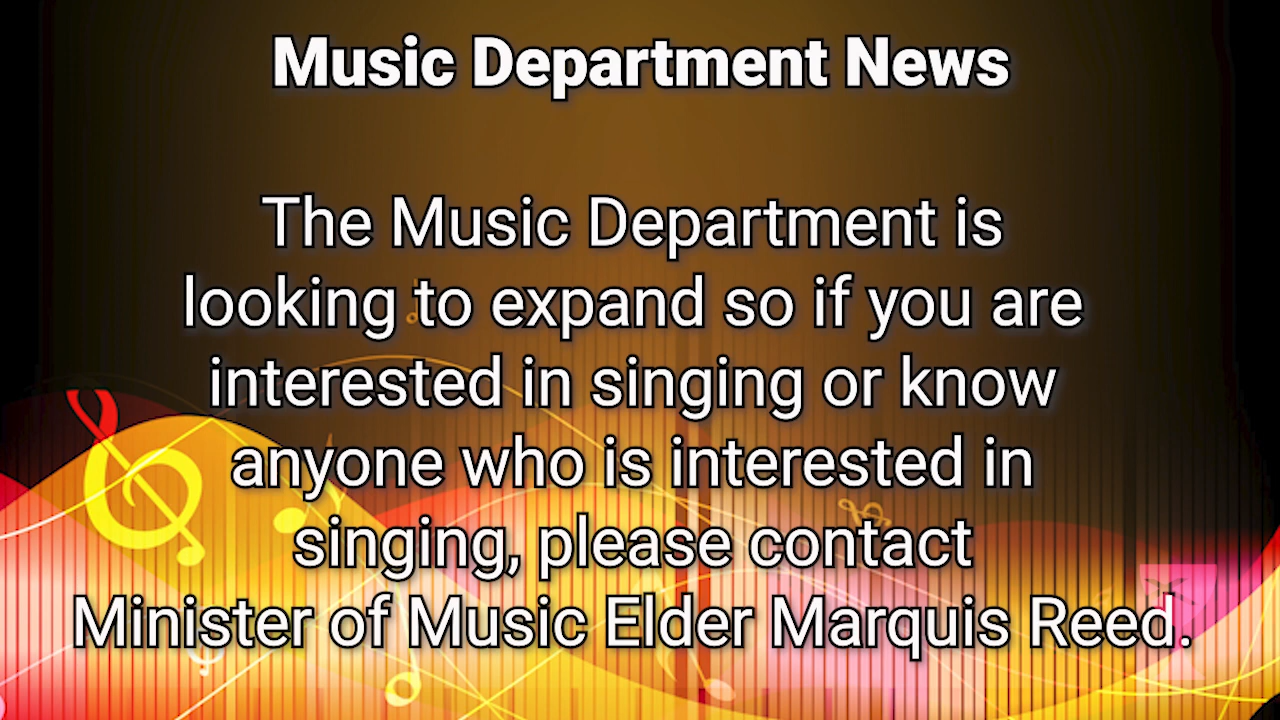 Music Department News
The Music Department is
looking to expand so if you are
interested in singing or know
anyone who is interested in
singing, please contact
Minister of Music Elder Marquis Reed.